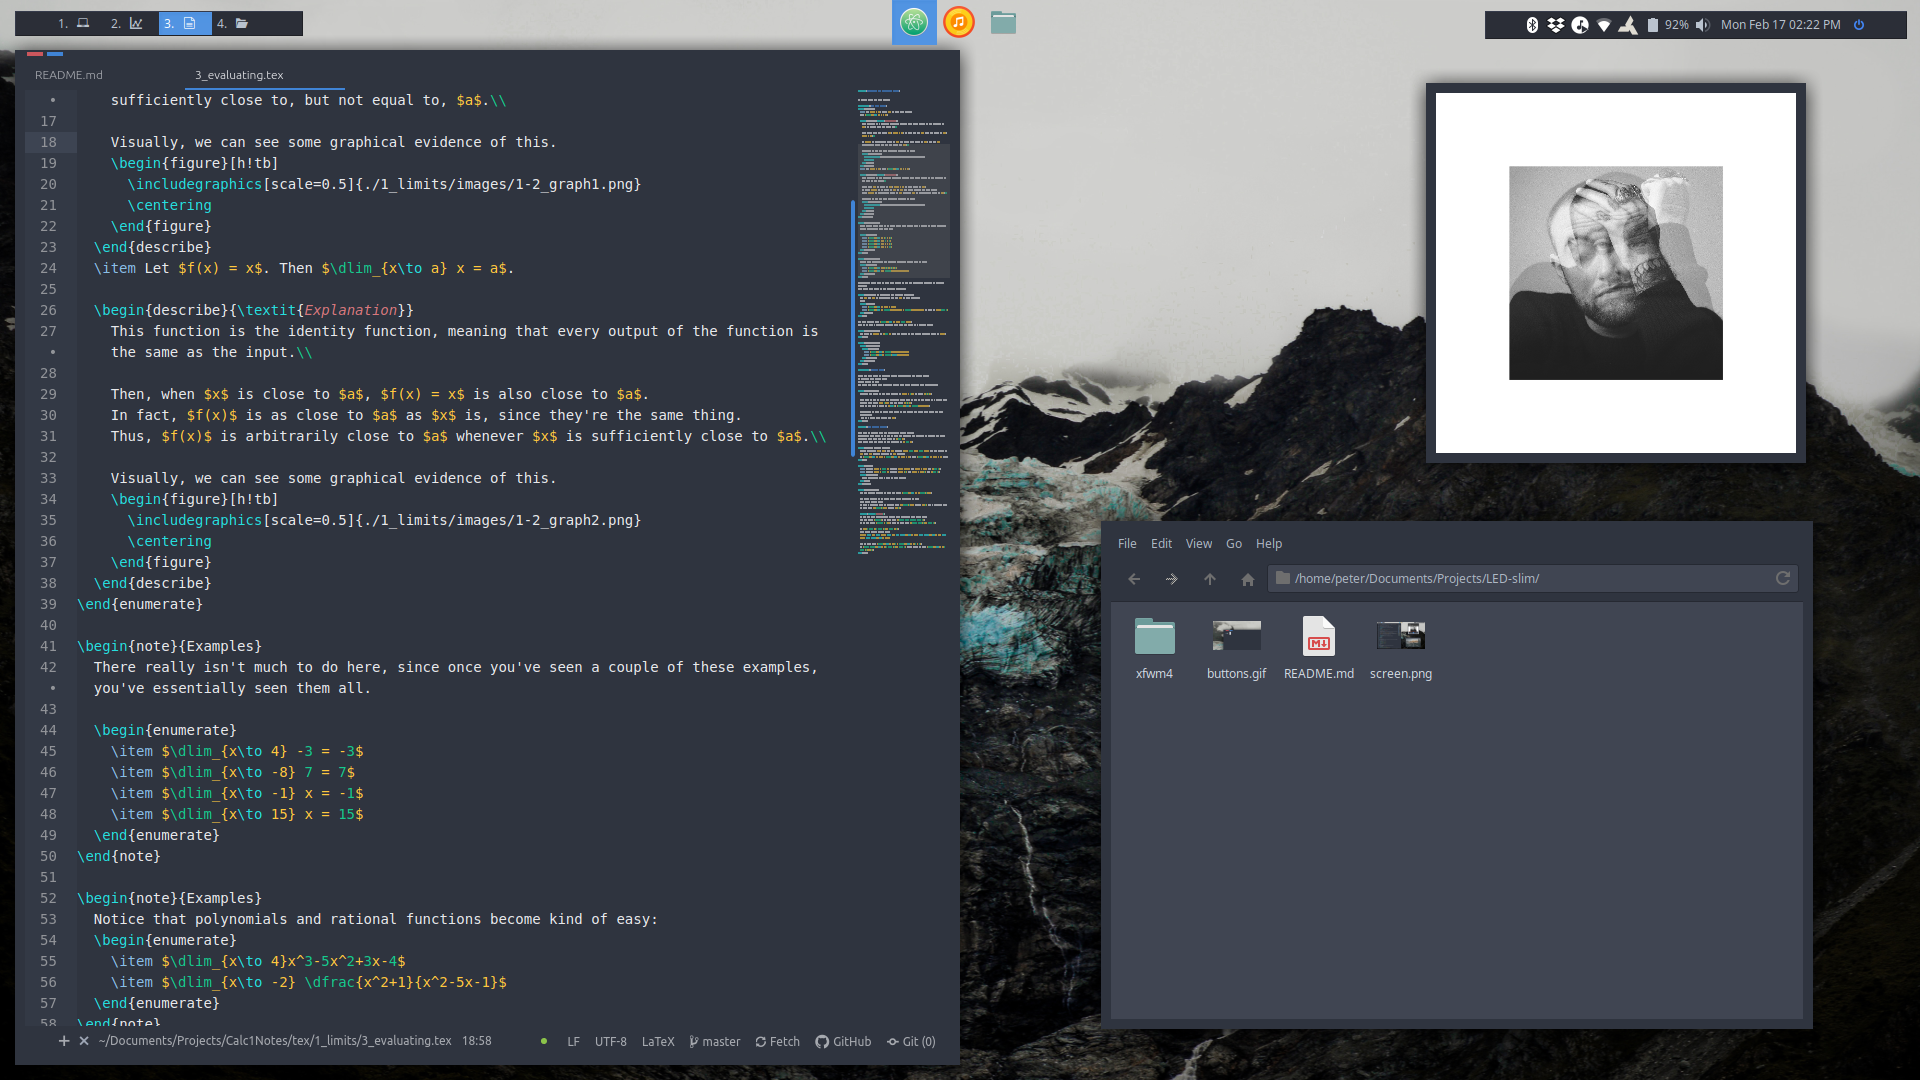 1.
2.
3.
4.
92%
Mon Feb 17 02:22 PM
README.md
3_evaluating.tex
• sufficiently close to, but not equal to, $a$.\\
17
18 Visually, we can see some graphical evidence of this.
19 \begin{figure}[h!tb]
20 \includegraphics[scale=0.5]{./1_limits/images/1-2_graph1.png}
21 \centering
22 \end{figure}
23 \end{describe}
24 \item Let $f(x) = x$. Then $\dlim_{x\to a} x = a$.
25
26 \begin{describe}{\textit{Explanation}}
27 This function is the identity function, meaning that every output of the function is
• the same as the input.\\
28
29 Then, when $x$ is close to $a$, $f(x) = x$ is also close to $a$.
30 In fact, $f(x)$ is as close to $a$ as $x$ is, since they're the same thing.
31 Thus, $f(x)$ is arbitrarily close to $a$ whenever $x$ is sufficiently close to $a$.\\
32
33 Visually, we can see some graphical evidence of this.
34 \begin{figure}[h!tb]
35 \includegraphics[scale=0.5]{./1_limits/images/1-2_graph2.png}
36 \centering
37 \end{figure}
38 \end{describe}
39 \end{enumerate}
40
41 \begin{note}{Examples}
42 There really isn't much to do here, since once you've seen a couple of these examples,
• you've essentially seen them all.
43
44 \begin{enumerate}
45 \item $\dlim_{x\to 4} -3 = -3$
46 \item $\dlim_{x\to -8} 7 = 7$
47 \item $\dlim_{x\to -1} x = -1$
48 \item $\dlim_{x\to 15} x = 15$
49 \end{enumerate}
50 \end{note}
51
52 \begin{note}{Examples}
53 Notice that polynomials and rational functions become kind of easy:
54 \begin{enumerate}
55 \item $\dlim_{x\to 4}x^3-5x^2+3x-4$
56 \item $\dlim_{x\to -2} \dfrac{x^2+1}{x^2-5x-1}$
57 \end{enumerate}
58 \end{note}
~/Documents/Projects/Calc1Notes/tex/1_limits/3_evaluating.tex 18:58
LF UTF-8 LaTeX master Fetch GitHub Git (0)
File Edit View Go Help
/home/peter/Documents/Projects/LED-slim/
xfwm4
buttons.gif
README.md
screen.png